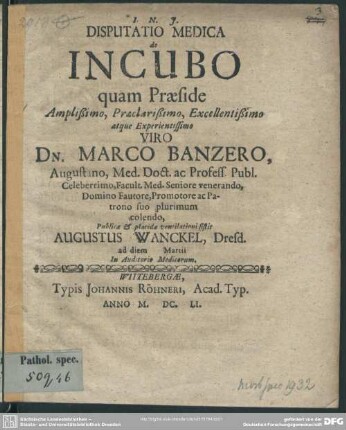 I. N. J.
DISPUTATIO MEDICA
de
INCUBO
quam Præside
Amplissimo, Præclarissimo, Excellentissimo
atque Experientissimo
VIRO
DN. MARCO BANZERO,
Augustano, Med. Doct. ac Profess. Publ.
Celeberrimo, Facult. Med. Seniore venerando,
Domino Fautore, Promotore ac Pa-
trono suo plurimum
colendo,
Publicæ & placidæ ventilationi sistit
AUGUSTUS WANCKEL, Dresd.
ad diem Martii
In Auditorio Medicorum.
WITTEBERGÆ,
Typis JOHANNIS RÖHNERI, Acad. Typ.
ANNO M. DC. LI.
Pathol. spec.
509,46
1932
3